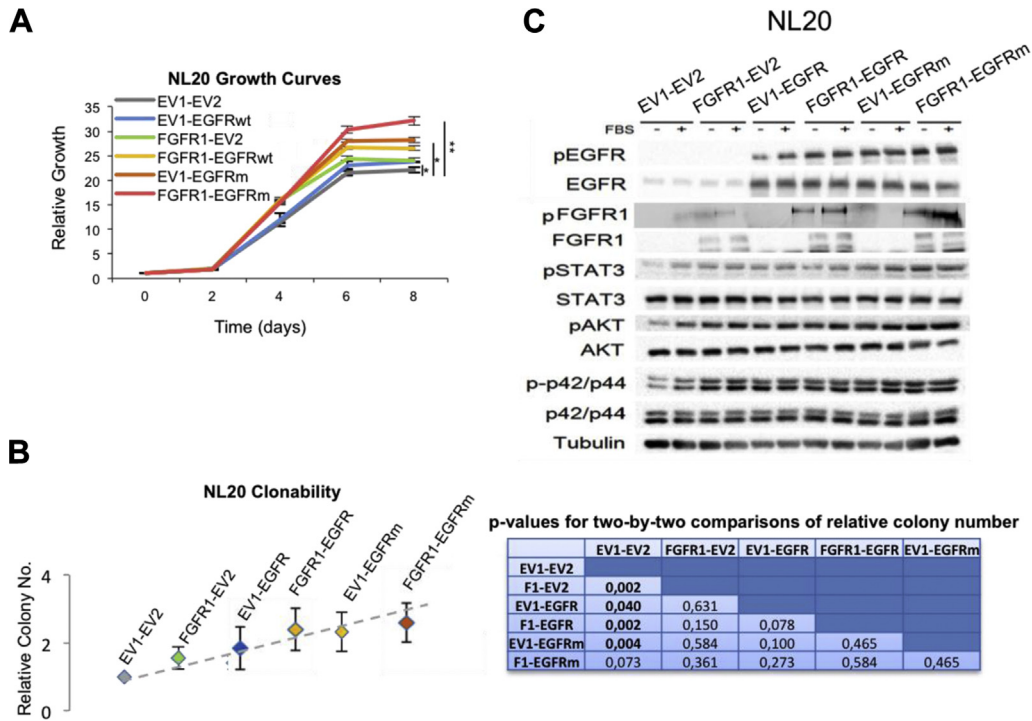 A
NL20 Growth Curves
EV1-EV2
EV1-EGFRwt
FGFR1-EV2
FGFR1-EGFRwt
EV1-EGFRm
FGFR1-EGFRm
**
*
*
Relative Growth
35
30
25
20
15
10
5
0
0 2 4 6 8
Time (days)
C
NL20
EV1-EV2 FGFR1-EV2 EV1-EGFR FGFR1-EGFR EV1-EGFRm FGFR1-EGFRm
FBS - + - + - + - + - + - +
pEGFR
EGFR
pFGFR1
FGFR1
pSTAT3
STAT3
pAKT
AKT
p-p42/p44
p42/p44
Tubulin
B
NL20 Clonability
Relative Colony No.
4
2
0
EV1-EV2 FGFR1-EV2 EV1-EGFR FGFR1-EGFR EV1-EGFRm FGFR1-EGFRm
p-values for two-by-two comparisons of relative colony number
EV1-EV2 FGFR1-EV2 EV1-EGFR FGFR1-EGFR EV1-EGFRm
EV1-EV2
F1-EV2 0,002
EV1-EGFR 0,040 0,631
F1-EGFR 0,002 0,150 0,078
EV1-EGFRm 0,004 0,584 0,100 0,465
F1-EGFRm 0,073 0,361 0,273 0,584 0,465